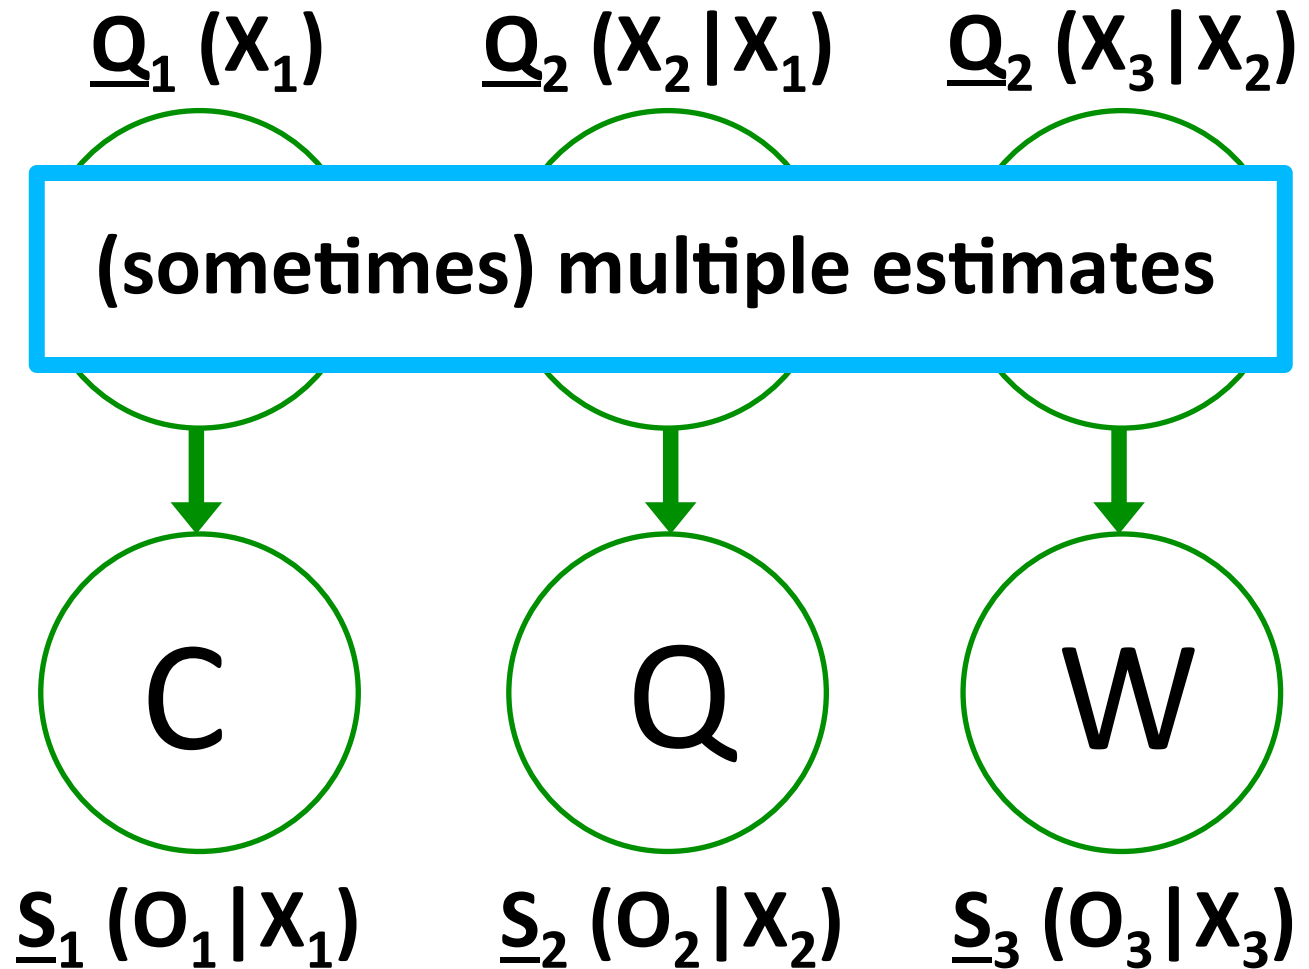 Q₁ (X₁) Q₂ (X₂|X₁) Q₂ (X₃|X₂)
(sometimes) multiple estimates
C Q W
S₁ (O₁|X₁) S₂ (O₂|X₂) S₃ (O₃|X₃)